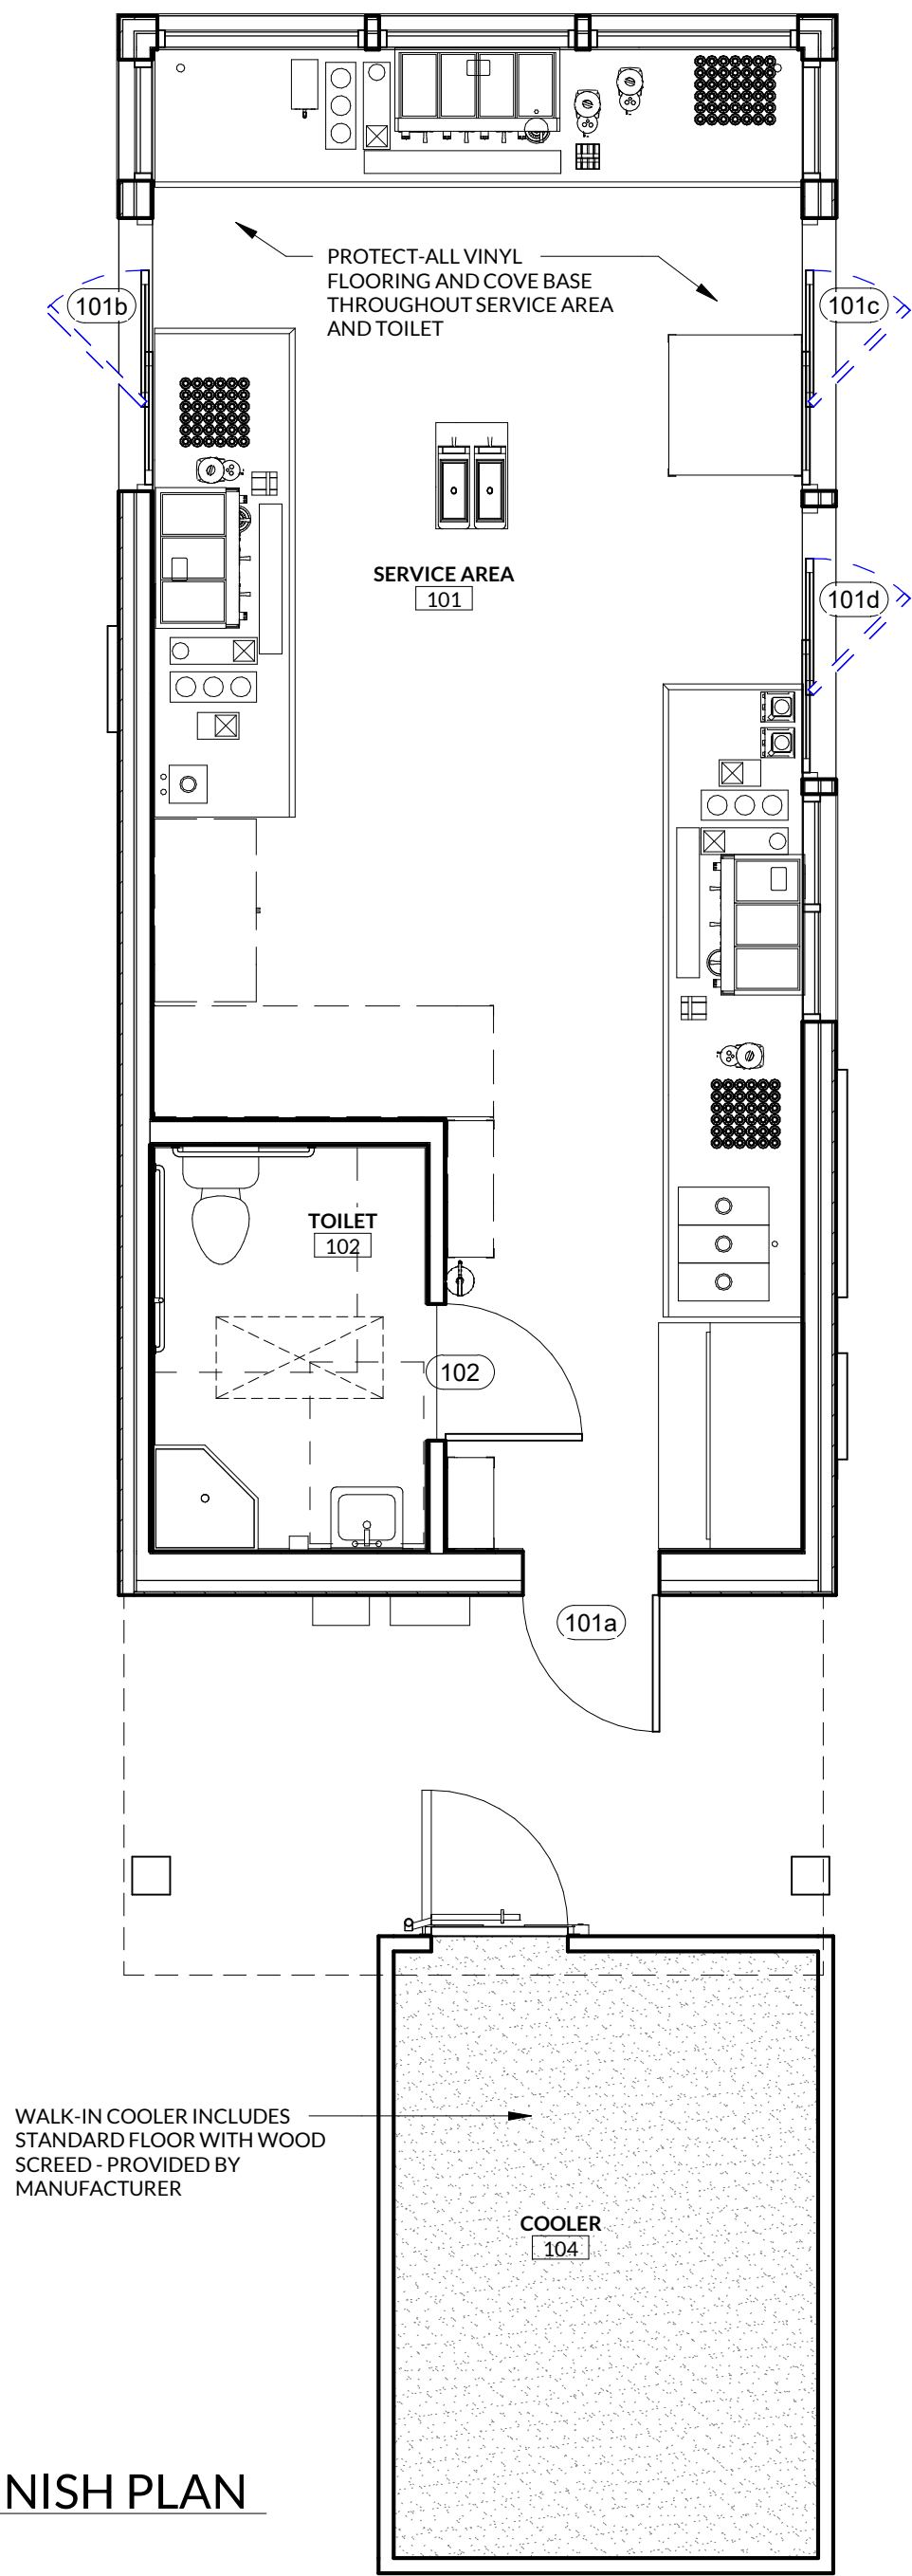 PROTECT-ALL VINYL
FLOORING AND COVE BASE
THROUGHOUT SERVICE AREA
AND TOILET
101b
101c
SERVICE AREA
101
101d
TOILET
102
102
101a
WALK-IN COOLER INCLUDES
STANDARD FLOOR WITH WOOD
SCREED - PROVIDED BY
MANUFACTURER
COOLER
104
NISH PLAN